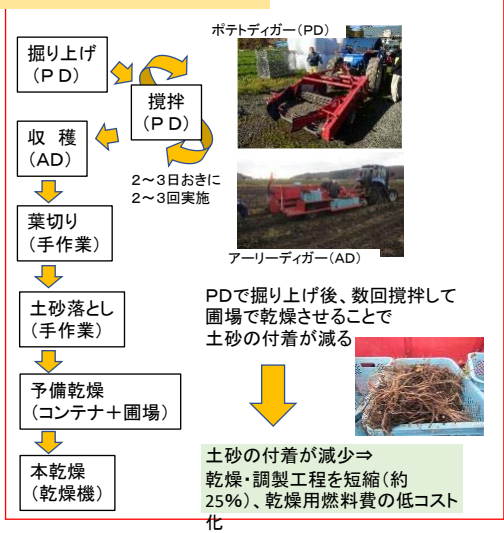 掘り上げ
（ＰＤ）
攪拌
（ＰＤ）
収　穫
（AD）
２～３日おきに
２～３回実施
葉切り
（手作業）
土砂落とし
（手作業）
予備乾燥
（コンテナ＋圃場）
本乾燥
（乾燥機）
ポテトディガー（PD）
アーリーディガー（AD）
PDで掘り上げ後、数回攪拌して
圃場で乾燥させることで
土砂の付着が減る
土砂の付着が減少⇒
乾燥・調製工程を短縮（約
25％）、乾燥用燃料費の低コスト
化